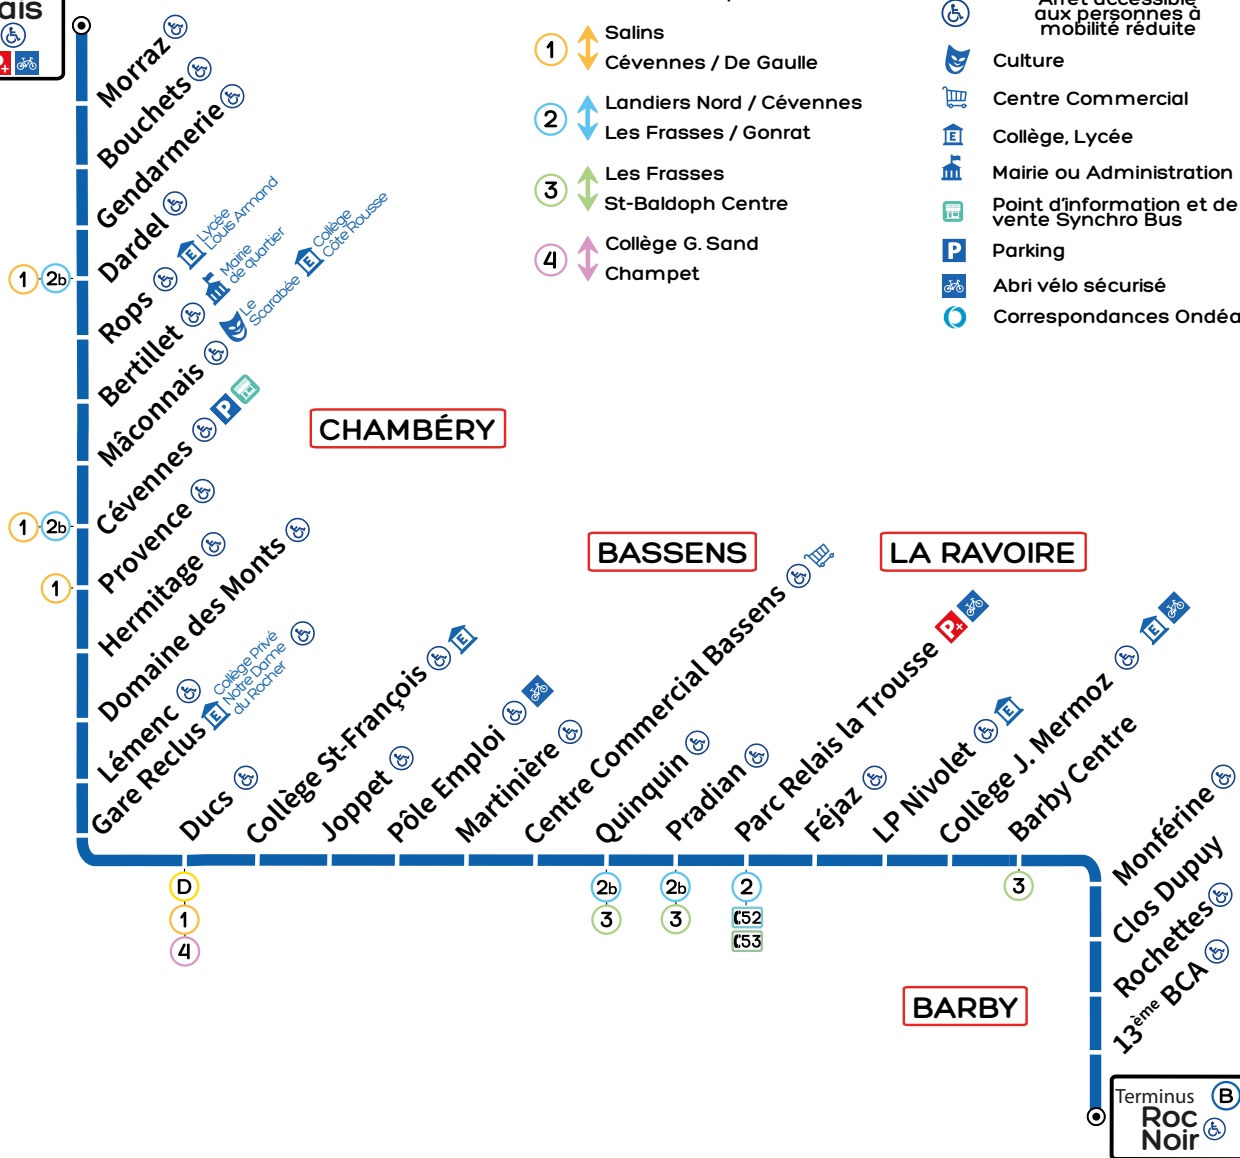 ais
P+
Morraz
Bouchets
Gendarmerie
Dardel
Lycée
Louis Armand
1 2b
Rops
Mairie
de quartier
Bertillet
Le
Scarabée
Collège
Côte Rousse
Mâconnais
Cévennes
P
1 2b
Provence
1
Hermitage
Domaine des Monts
Lémenc
Gare Reclus
Collège Privé
Notre Dame
du Rocher
Ducs
D
1
4
Collège St-François
Joppet
Pôle Emploi
Martinière
Centre Commercial Bassens
Quinquin
2b
3
Pradian
2b
3
Parc Relais la Trousse
P+
2
52
53
Féjaz
LP Nivolet
Collège J. Mermoz
Barby Centre
3
Monférine
Clos Dupuy
Rochettes
13ème BCA
Terminus B
Roc
Noir
CHAMBÉRY
BASSENS
LA RAVOIRE
BARBY
1
Salins
Cévennes / De Gaulle
2
Landiers Nord / Cévennes
Les Frasses / Gonrat
3
Les Frasses
St-Baldoph Centre
4
Collège G. Sand
Champet
Arrêt accessible
aux personnes à
mobilité réduite
Culture
Centre Commercial
E Collège, Lycée
Mairie ou Administration
Point d'information et de
vente Synchro Bus
P Parking
Abri vélo sécurisé
Correspondances Ondéa